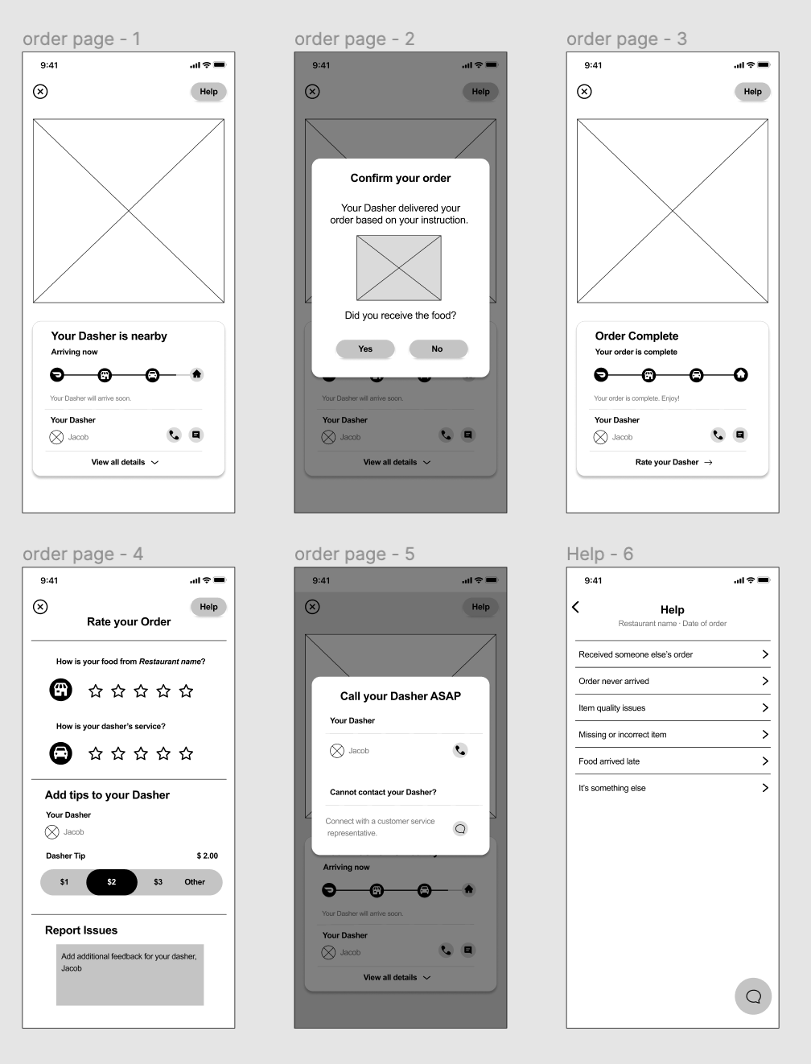 order page - 1
9:41
Help
Your Dasher is nearby
Arriving now
Your Dasher will arrive soon.
Your Dasher
Jacob
View all details
order page - 2
9:41
Help
Confirm your order
Your Dasher delivered your
order based on your instruction.
Did you receive the food?
Yes
No
Your Dasher will arrive soon.
Your Dasher
Jacob
View all details
order page - 3
9:41
Help
Order Complete
Your order is complete
Your order is complete. Enjoy!
Your Dasher
Jacob
Rate your Dasher
order page - 4
9:41
Help
Rate your Order
How is your food from Restaurant name?
How is your dasher's service?
Add tips to your Dasher
Your Dasher
Jacob
Dasher Tip
$ 2.00
$1
$2
$3
Other
Report Issues
Add additional feedback for your dasher,
Jacob
order page - 5
9:41
Help
Call your Dasher ASAP
Your Dasher
Jacob
Cannot contact your Dasher?
Connect with a customer service
representative.
Arriving now
Your Dasher will arrive soon.
Your Dasher
Jacob
View all details
Help - 6
9:41
Help
Restaurant name · Date of order
Received someone else's order
Order never arrived
Item quality issues
Missing or incorrect item
Food arrived late
It's something else